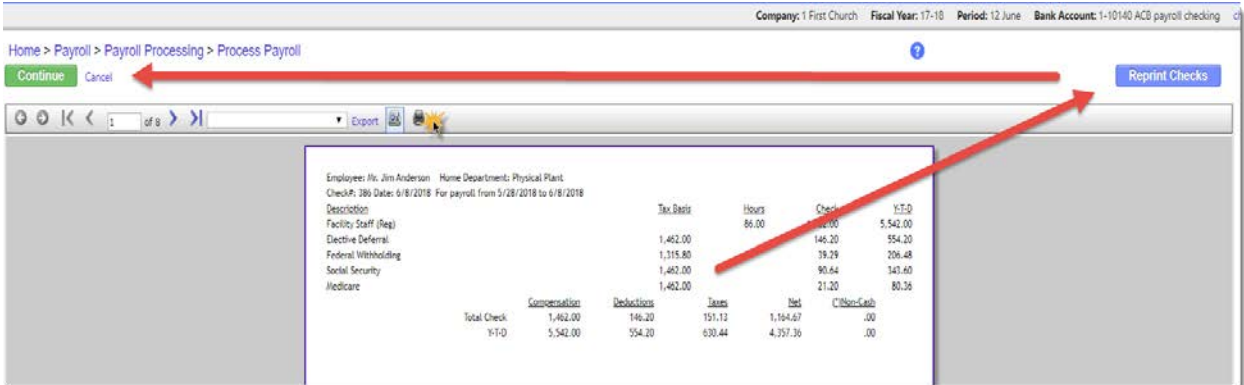 Company: 1 First Church Fiscal Year: 17-18 Period: 12 June Bank Account: 1-10140 ACB payroll checking
Home > Payroll > Payroll Processing > Process Payroll ?
Continue Cancel Reprint Checks
1 of 8 Export
Employee: Mr. Jim Anderson Home Department: Physical Plant
Check#: 386 Date: 6/8/2018 For payroll from 5/28/2018 to 6/8/2018
Description Tax Basis Hours Check Y-T-D
Facility Staff (Reg) 86.00 5,542.00
Elective Deferral 1,462.00 146.20 554.20
Federal Withholding 1,315.80 39.29 206.48
Social Security 1,462.00 90.64 343.60
Medicare 1,462.00 21.20 80.36
Compensation Deductions Taxes Net (*)Non-Cash
Total Check 1,462.00 146.20 151.13 1,164.67 .00
Y-T-D 5,542.00 554.20 630.44 4,357.36 .00